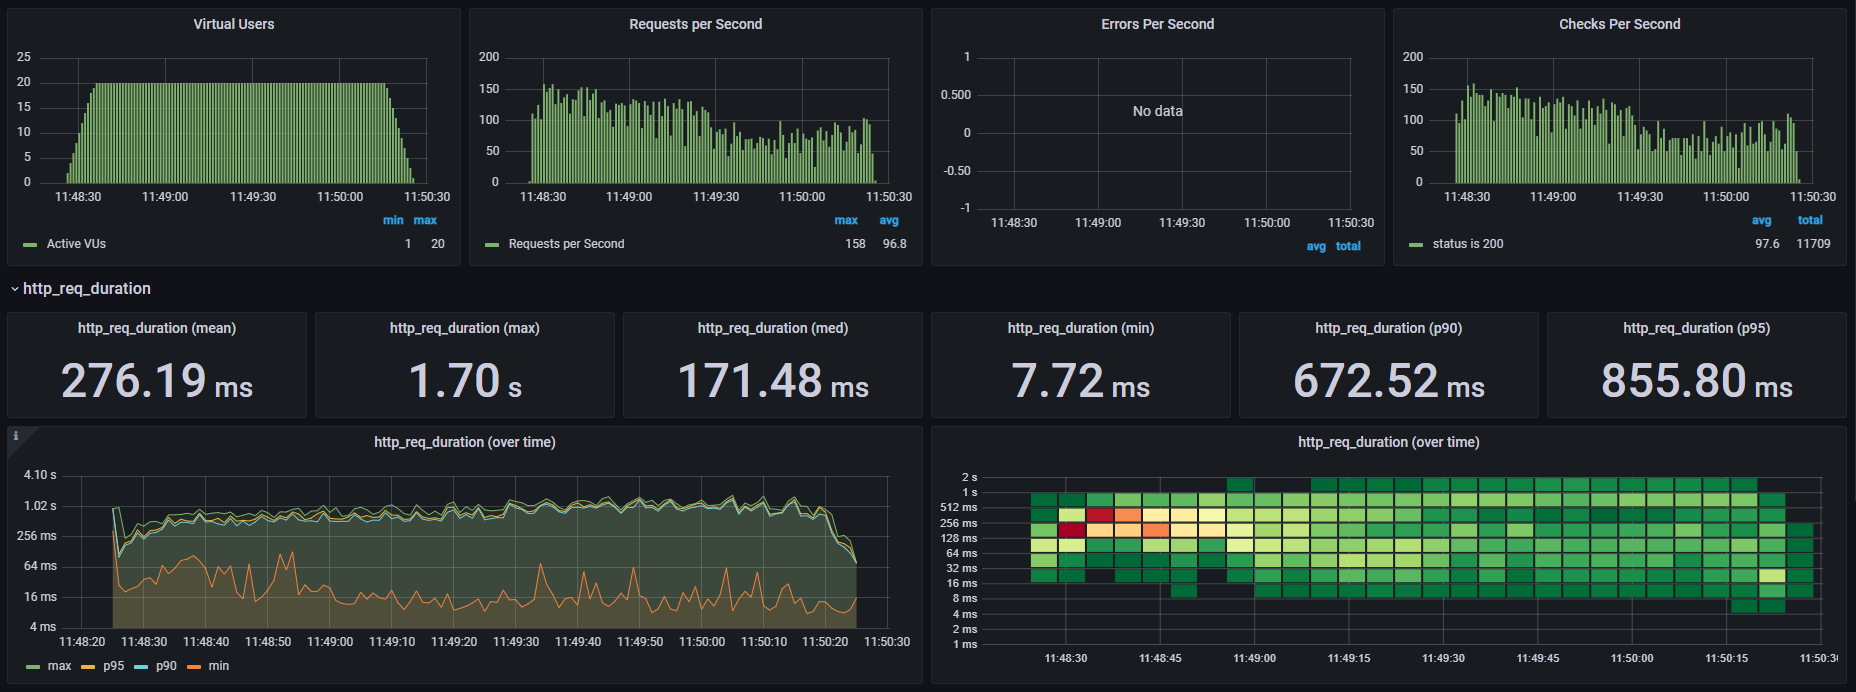 Virtual Users
25
20
15
10
5
0
11:48:30 11:49:00 11:49:30 11:50:00 11:50:30
min max
Active VUs 1 20
Requests per Second
200
150
100
50
0
11:48:30 11:49:00 11:49:30 11:50:00 11:50:30
max avg
Requests per Second 158 96.8
Errors Per Second
1
0.500
0
-0.50
-1
No data
11:48:30 11:49:00 11:49:30 11:50:00 11:50:30
avg total
Checks Per Second
200
150
100
50
0
11:48:30 11:49:00 11:49:30 11:50:00 11:50:30
avg total
status is 200 97.6 11709
http_req_duration
http_req_duration (mean)
276.19 ms
http_req_duration (max)
1.70 s
http_req_duration (med)
171.48 ms
http_req_duration (min)
7.72 ms
http_req_duration (p90)
672.52 ms
http_req_duration (p95)
855.80 ms
i
http_req_duration (over time)
4.10 s
1.02 s
256 ms
64 ms
16 ms
4 ms
11:48:20 11:48:30 11:48:40 11:48:50 11:49:00 11:49:10 11:49:20 11:49:30 11:49:40 11:49:50 11:50:00 11:50:10 11:50:20 11:50:30
max p95 p90 min
http_req_duration (over time)
2 s
1 s
512 ms
256 ms
128 ms
64 ms
32 ms
16 ms
8 ms
4 ms
2 ms
1 ms
11:48:30 11:48:45 11:49:00 11:49:15 11:49:30 11:49:45 11:50:00 11:50:15 11:50:3